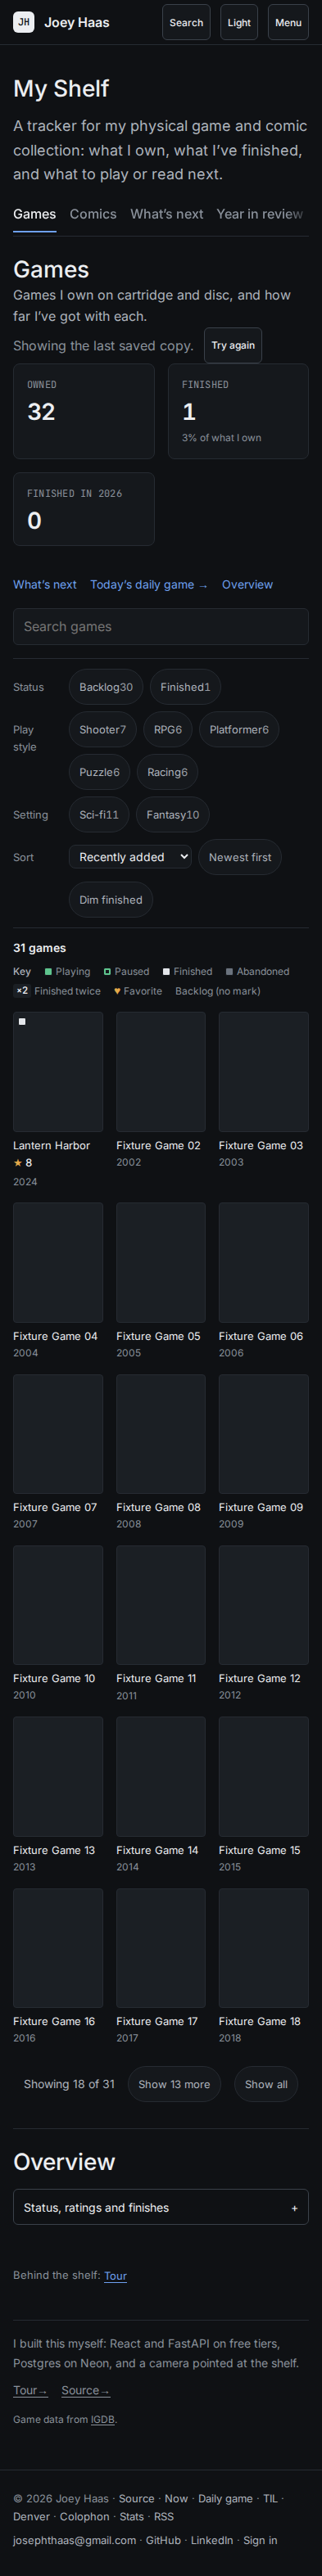 JH Joey Haas Search Light Menu
My Shelf
A tracker for my physical game and comic
collection: what I own, what I’ve finished,
and what to play or read next.
Games Comics What’s next Year in review
Games
Games I own on cartridge and disc, and how
far I’ve got with each.
Showing the last saved copy. Try again
OWNED FINISHED
32 1
3% of what I own
FINISHED IN 2026
0
What’s next Today’s daily game → Overview
Search games
Status Backlog30 Finished1
Play style Shooter7 RPG6 Platformer6
Puzzle6 Racing6
Setting Sci-fi11 Fantasy10
Sort Recently added Newest first
Dim finished
31 games
Key Playing Paused Finished Abandoned
×2 Finished twice ♥ Favorite Backlog (no mark)
Lantern Harbor Fixture Game 02 Fixture Game 03
★ 8 2002 2003
2024
Fixture Game 04 Fixture Game 05 Fixture Game 06
2004 2005 2006
Fixture Game 07 Fixture Game 08 Fixture Game 09
2007 2008 2009
Fixture Game 10 Fixture Game 11 Fixture Game 12
2010 2011 2012
Fixture Game 13 Fixture Game 14 Fixture Game 15
2013 2014 2015
Fixture Game 16 Fixture Game 17 Fixture Game 18
2016 2017 2018
Showing 18 of 31 Show 13 more Show all
Overview
Status, ratings and finishes +
Behind the shelf: Tour
I built this myself: React and FastAPI on free tiers,
Postgres on Neon, and a camera pointed at the shelf.
Tour→ Source→
Game data from IGDB.
© 2026 Joey Haas · Source · Now · Daily game · TIL ·
Denver · Colophon · Stats · RSS
josephthaas@gmail.com · GitHub · LinkedIn · Sign in